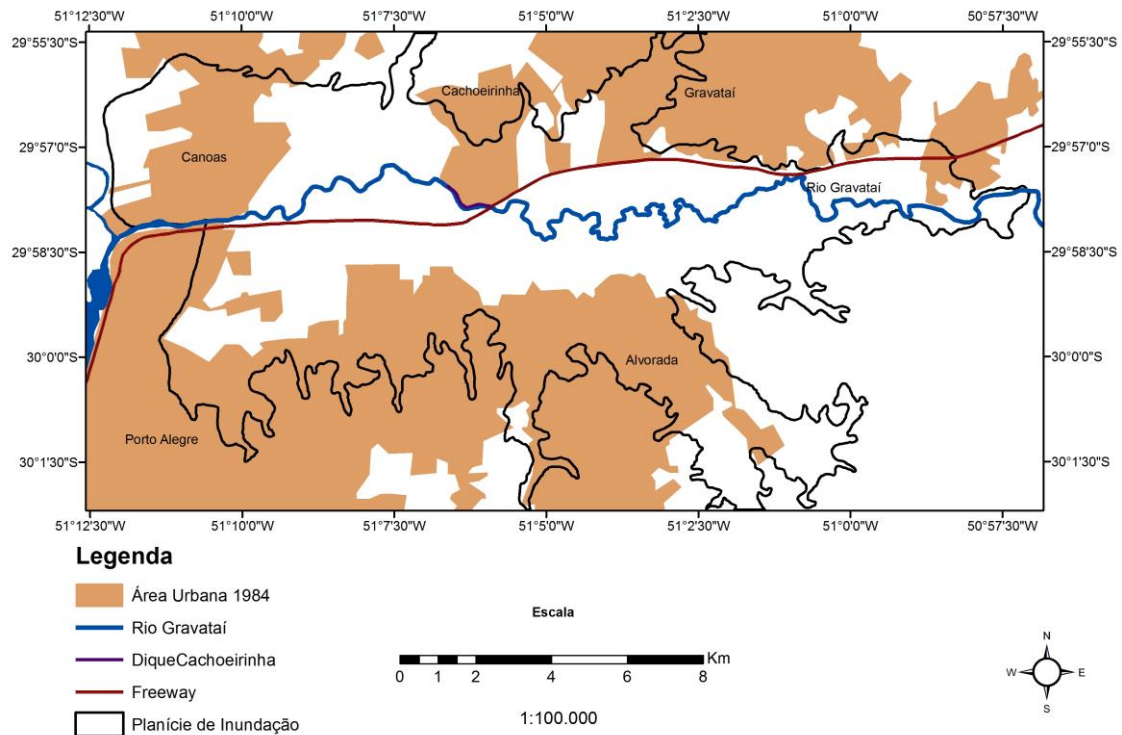 51°12'30"W 51°10'0"W 51°7'30"W 51°5'0"W 51°2'30"W 51°0'0"W 50°57'30"W
29°55'30"S 29°55'30"S
Cachoeirinha Gravataí
29°57'0"S 29°57'0"S
Canoas
Rio Gravataí
29°58'30"S 29°58'30"S
30°0'0"S 30°0'0"S
Alvorada
Porto Alegre
30°1'30"S 30°1'30"S
51°12'30"W 51°10'0"W 51°7'30"W 51°5'0"W 51°2'30"W 51°0'0"W 50°57'30"W
Legenda
Área Urbana 1984
Rio Gravataí
DiqueCachoeirinha
Freeway
Planície de Inundação
Escala
Km
0 1 2 4 6 8
1:100.000
N
W E
S